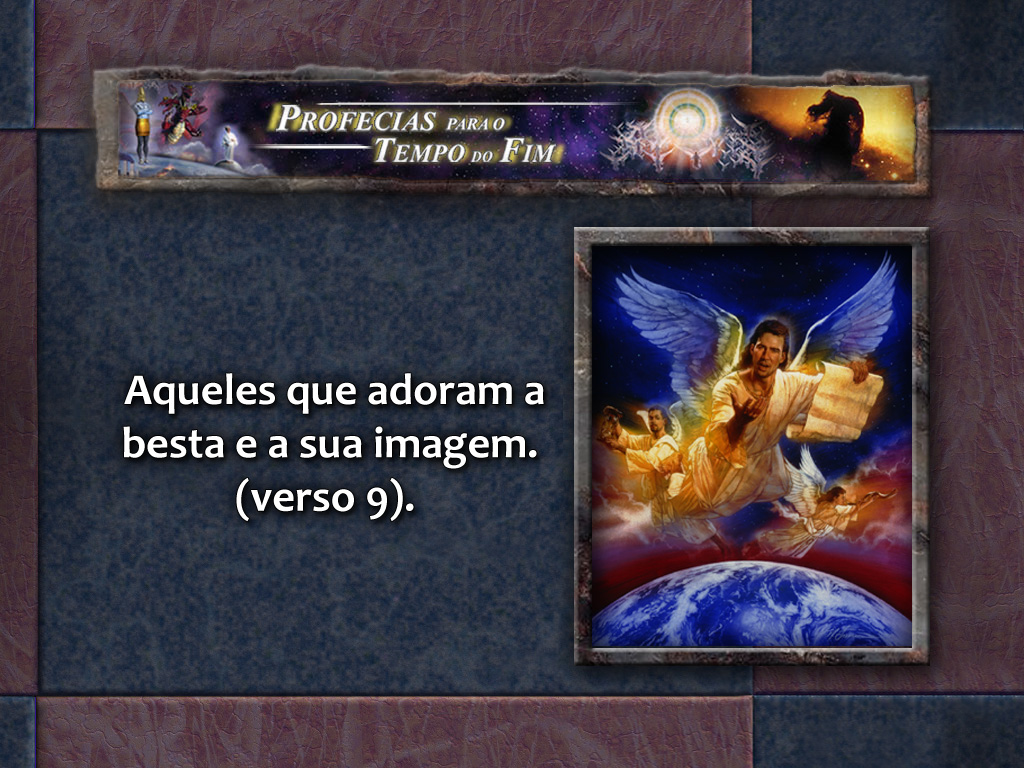 PROFECIAS PARA O
TEMPO DO FIM
Aqueles que adoram a
besta e a sua imagem.
(verso 9).